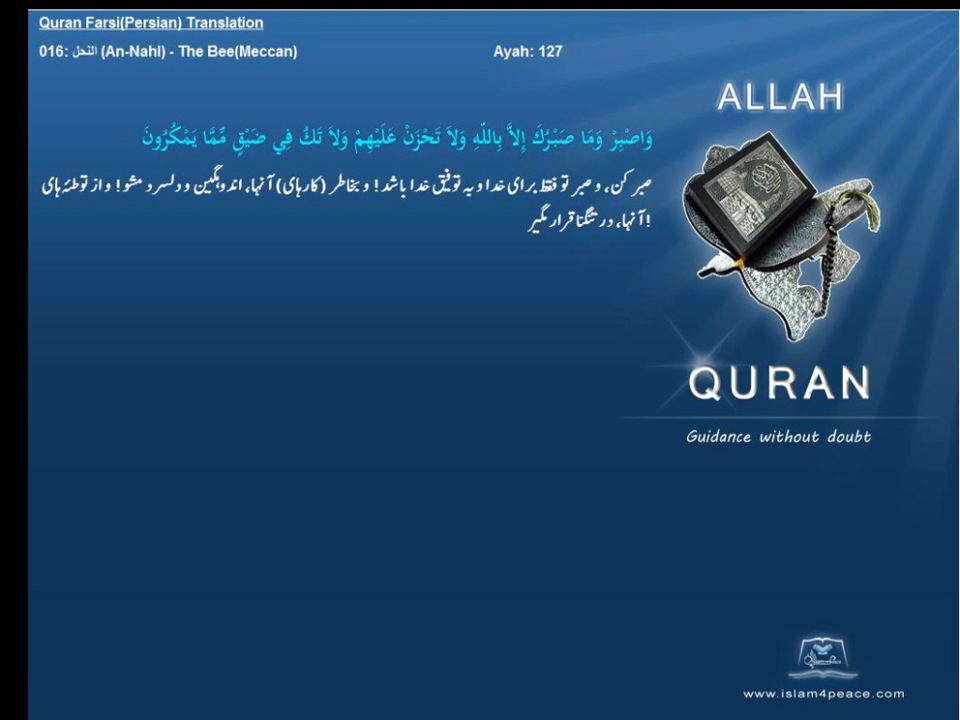 Quran Farsi(Persian) Translation
016: النحل (An-Nahl) - The Bee(Meccan) Ayah: 127
ALLAH
وَاصْبِرْ وَمَا صَبْرُكَ إِلاَّ بِاللّهِ وَلاَ تَحْزَنْ عَلَيْهِمْ وَلاَ تَكُ فِي ضَيْقٍ مِّمَّا يَمْكُرُونَ
صبر کن، و صبر تو فقط برای خدا و به توفیق خدا باشد! و بخاطر (کارهای) آنها، اندوهگین و دلسرد مشو! و از توطئه های
!آنها، در تنگنا قرار مگیر
QURAN
Guidance without doubt
www.islam4peace.com